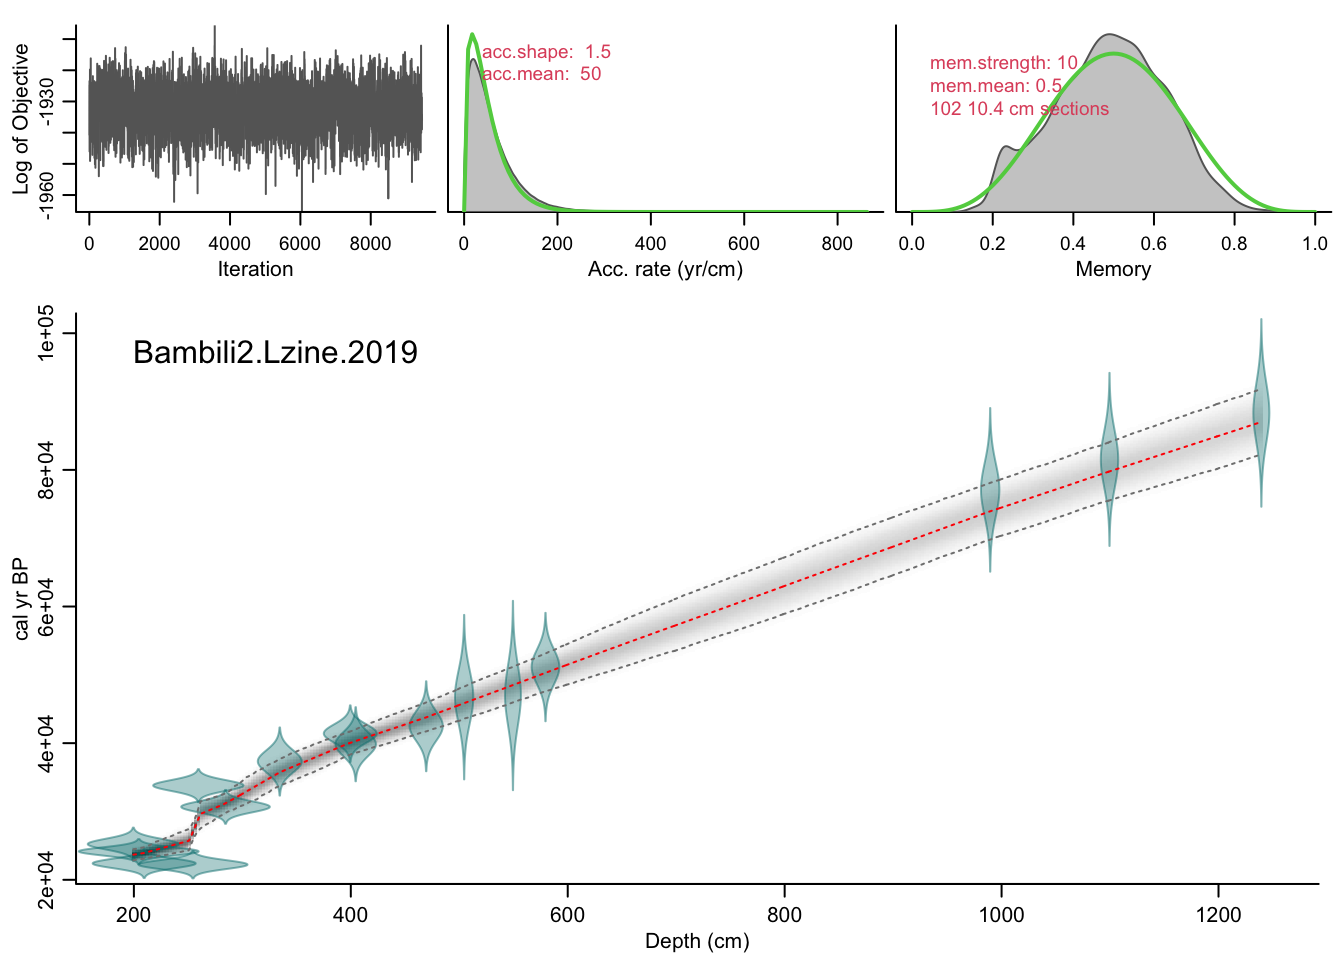 Log of Objective
-1960
-1930
0 2000 4000 6000 8000
Iteration
acc.shape: 1.5
acc.mean: 50
0 200 400 600 800
Acc. rate (yr/cm)
mem.strength: 10
mem.mean: 0.5
102 10.4 cm sections
0.0 0.2 0.4 0.6 0.8 1.0
Memory
Bambili2.Lzine.2019
cal yr BP
2e+04 4e+04 6e+04 8e+04 1e+05
200 400 600 800 1000 1200
Depth (cm)